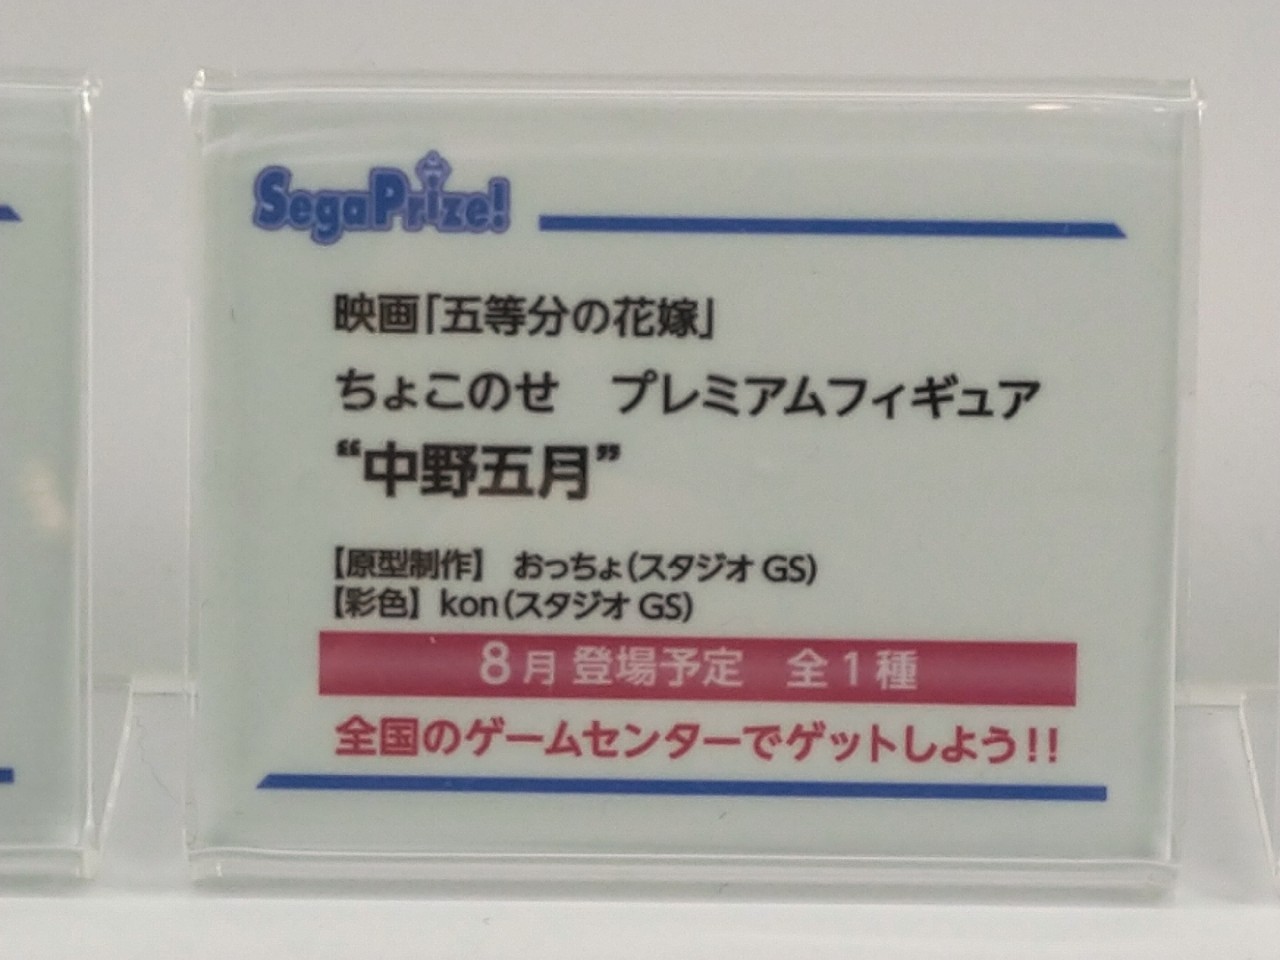 SegaPrize!
映画「五等分の花嫁」
ちょこのせ　プレミアムフィギュア
“中野五月”
【原型制作】　おっちょ(スタジオ GS)
【彩色】 kon(スタジオ GS)
8月 登場予定　全1種
全国のゲームセンターでゲットしよう!!